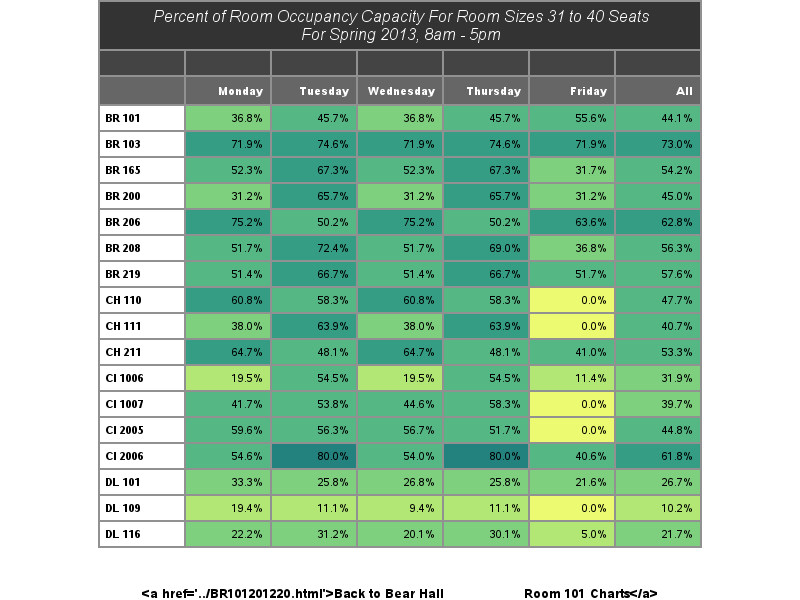 Percent of Room Occupancy Capacity For Room Sizes 31 to 40 Seats
For Spring 2013, 8am - 5pm
Monday Tuesday Wednesday Thursday Friday All
BR 101 36.8% 45.7% 36.8% 45.7% 55.6% 44.1%
BR 103 71.9% 74.6% 71.9% 74.6% 71.9% 73.0%
BR 165 52.3% 67.3% 52.3% 67.3% 31.7% 54.2%
BR 200 31.2% 65.7% 31.2% 65.7% 31.2% 45.0%
BR 206 75.2% 50.2% 75.2% 50.2% 63.6% 62.8%
BR 208 51.7% 72.4% 51.7% 69.0% 36.8% 56.3%
BR 219 51.4% 66.7% 51.4% 66.7% 51.7% 57.6%
CH 110 60.8% 58.3% 60.8% 58.3% 0.0% 47.7%
CH 111 38.0% 63.9% 38.0% 63.9% 0.0% 40.7%
CH 211 64.7% 48.1% 64.7% 48.1% 41.0% 53.3%
CI 1006 19.5% 54.5% 19.5% 54.5% 11.4% 31.9%
CI 1007 41.7% 53.8% 44.6% 58.3% 0.0% 39.7%
CI 2005 59.6% 56.3% 56.7% 51.7% 0.0% 44.8%
CI 2006 54.6% 80.0% 54.0% 80.0% 40.6% 61.8%
DL 101 33.3% 25.8% 26.8% 25.8% 21.6% 26.7%
DL 109 19.4% 11.1% 9.4% 11.1% 0.0% 10.2%
DL 116 22.2% 31.2% 20.1% 30.1% 5.0% 21.7%
<a href='../BR101201220.html'>Back to Bear Hall Room 101 Charts</a>